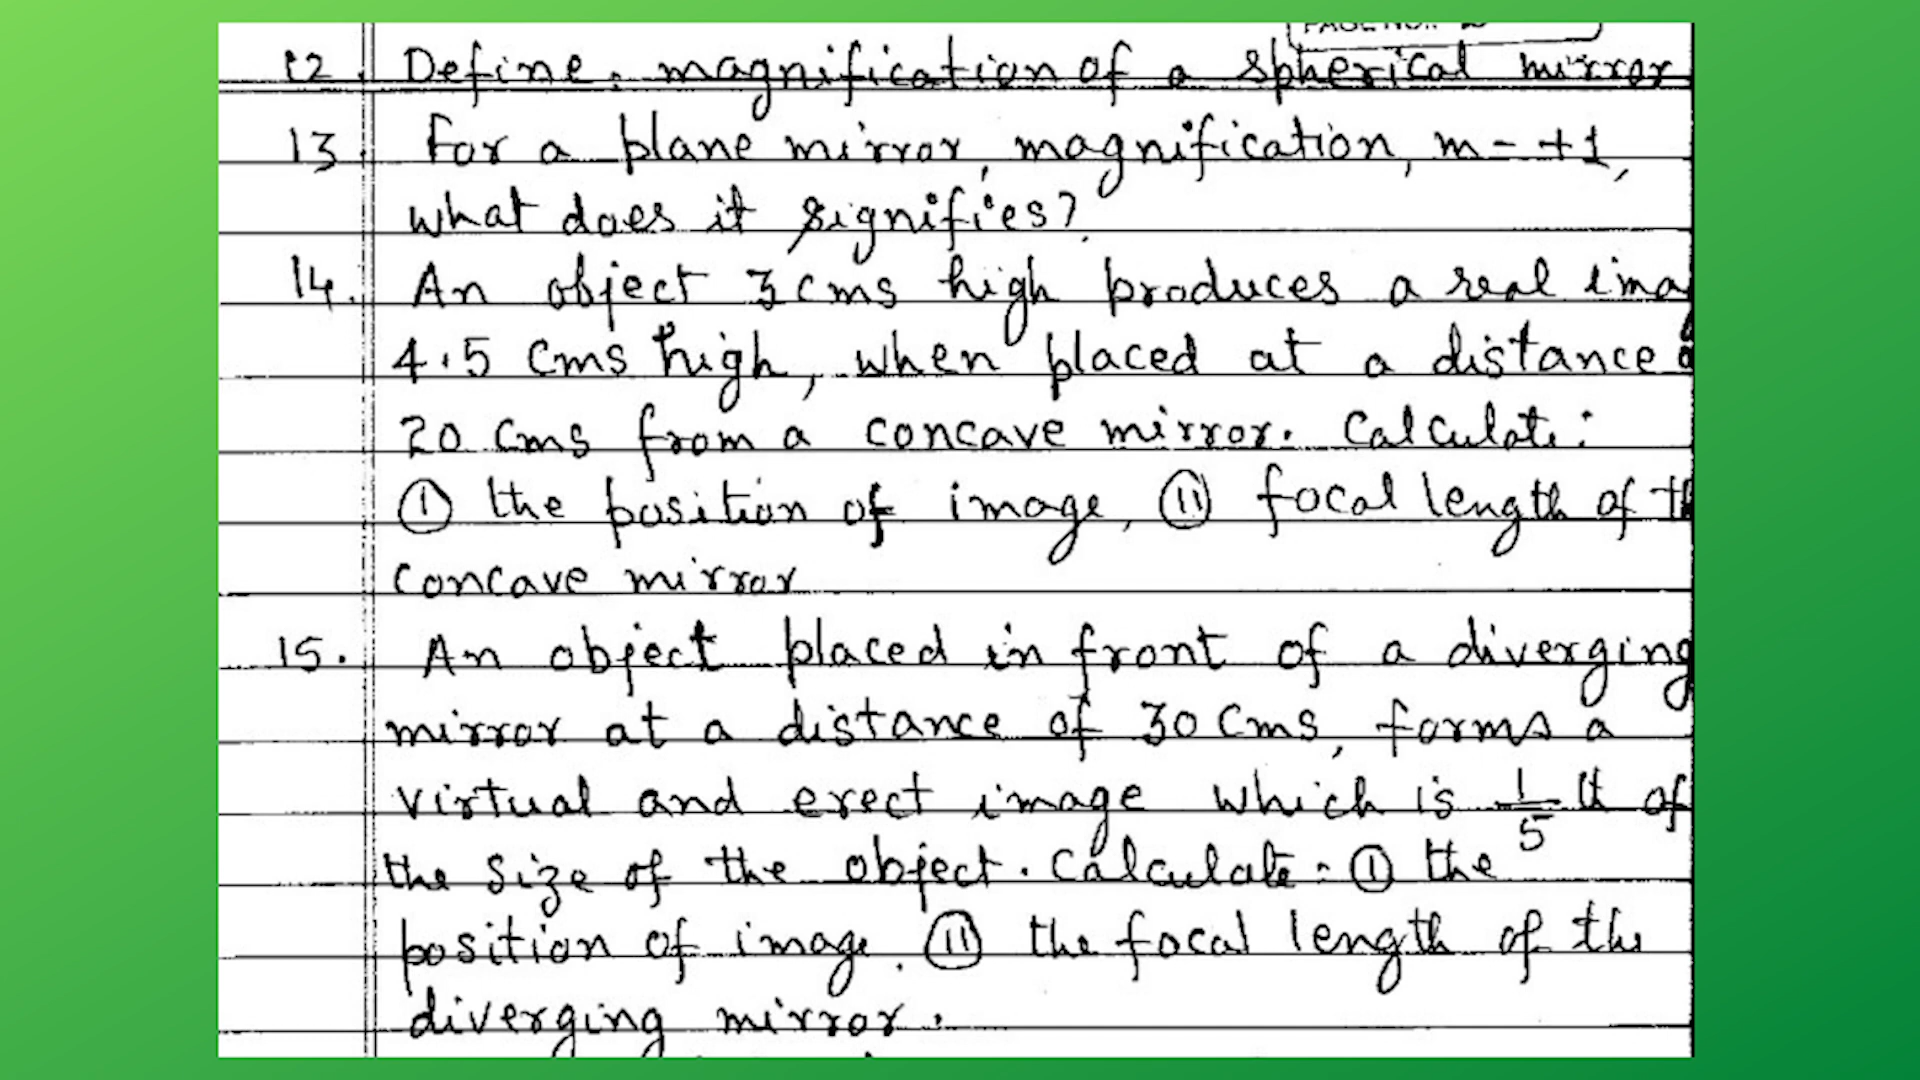 PAGE NO.:
12. Define. magnification of a spherical mirror
13. For a plane mirror, magnification, m = +1,
what does it signifies?
14. An object 3 cms high produces a real ima
4.5 cms high, when placed at a distance o
20 cms from a concave mirror. Calculate:
(I) the position of image, (II) focal length of th
concave mirror
15. An object placed in front of a diverging
mirror at a distance of 30 cms, forms a
virtual and erect image which is 1/5 th of
the size of the object. Calculate:- (I) the
position of image. (II) the focal length of the
diverging mirror.